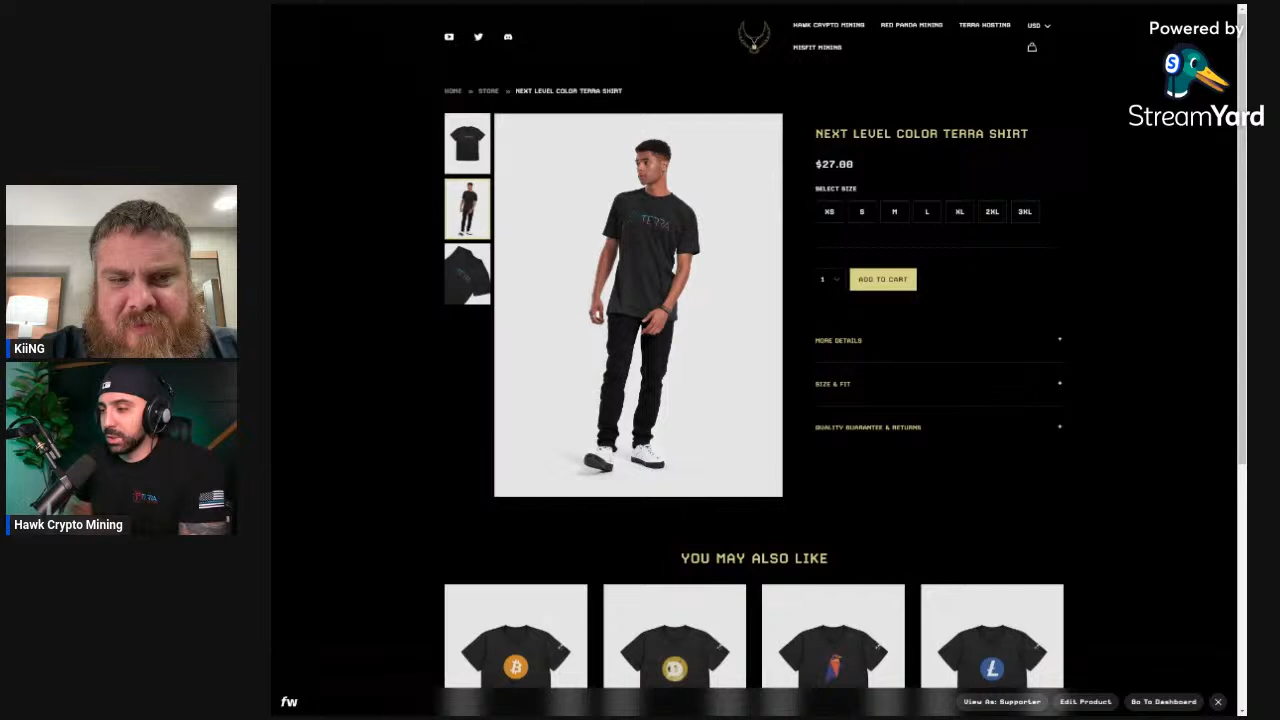 HAWK CRYPTO MINING
RED PANDA MINING
TERRA HOSTING
USD
MISFIT MINING
Powered by
StreamYard
HOME » STORE » NEXT LEVEL COLOR TERRA SHIRT
NEXT LEVEL COLOR TERRA SHIRT
$27.00
SELECT SIZE
XS S M L XL 2XL 3XL
1 ADD TO CART
MORE DETAILS +
SIZE & FIT +
QUALITY GUARANTEE & RETURNS +
TERRA
KiiNG
TERRA
Hawk Crypto Mining
YOU MAY ALSO LIKE
fw
View As: Supporter
Edit Product
Go To Dashboard